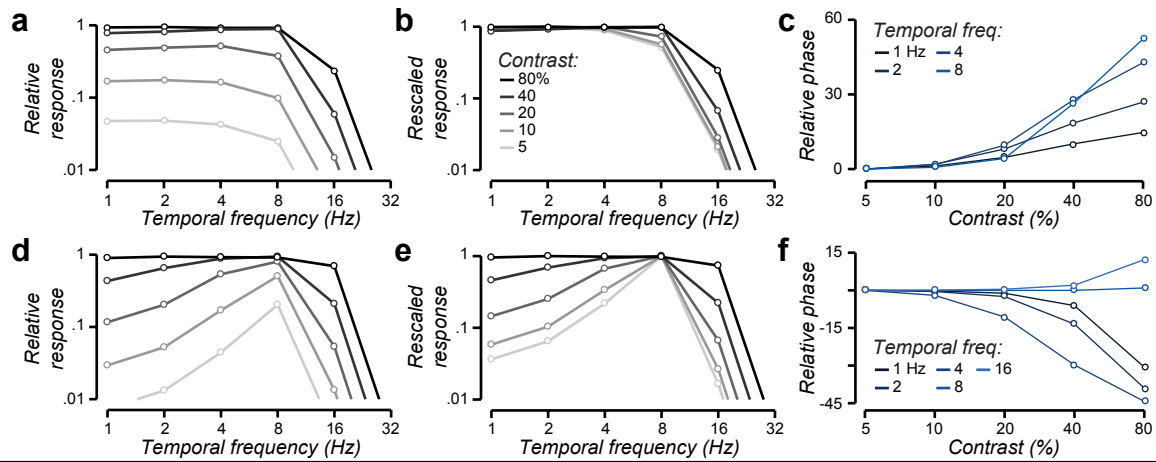 a
1
.1
.01
Relative
response
1 2 4 8 16 32
Temporal frequency (Hz)
b
1
.1
.01
Rescaled
response
Contrast:
80%
40
20
10
5
1 2 4 8 16 32
Temporal frequency (Hz)
c
60
30
0
Relative phase
Temporal freq:
1 Hz 4
2 8
5 10 20 40 80
Contrast (%)
d
1
.1
.01
Relative
response
1 2 4 8 16 32
Temporal frequency (Hz)
e
1
.1
.01
Rescaled
response
1 2 4 8 16 32
Temporal frequency (Hz)
f
15
-15
-45
Relative phase
Temporal freq:
1 Hz 4 16
2 8
5 10 20 40 80
Contrast (%)